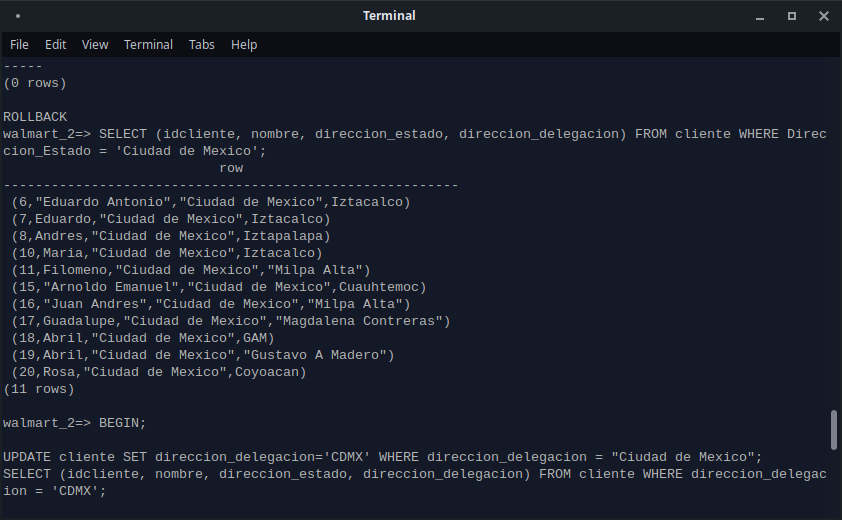 Terminal
File Edit View Terminal Tabs Help
-----
(0 rows)
ROLLBACK
walmart_2=> SELECT (idcliente, nombre, direccion_estado, direccion_delegacion) FROM cliente WHERE Direc
cion_Estado = 'Ciudad de Mexico';
row
---------------------------------------------------------
(6,"Eduardo Antonio","Ciudad de Mexico",Iztacalco)
(7,Eduardo,"Ciudad de Mexico",Iztacalco)
(8,Andres,"Ciudad de Mexico",Iztapalapa)
(10,Maria,"Ciudad de Mexico",Iztacalco)
(11,Filomeno,"Ciudad de Mexico","Milpa Alta")
(15,"Arnoldo Emanuel","Ciudad de Mexico",Cuauhtemoc)
(16,"Juan Andres","Ciudad de Mexico","Milpa Alta")
(17,Guadalupe,"Ciudad de Mexico","Magdalena Contreras")
(18,Abril,"Ciudad de Mexico",GAM)
(19,Abril,"Ciudad de Mexico","Gustavo A Madero")
(20,Rosa,"Ciudad de Mexico",Coyoacan)
(11 rows)
walmart_2=> BEGIN;
UPDATE cliente SET direccion_delegacion='CDMX' WHERE direccion_delegacion = "Ciudad de Mexico";
SELECT (idcliente, nombre, direccion_estado, direccion_delegacion) FROM cliente WHERE direccion_delegac
ion = 'CDMX';